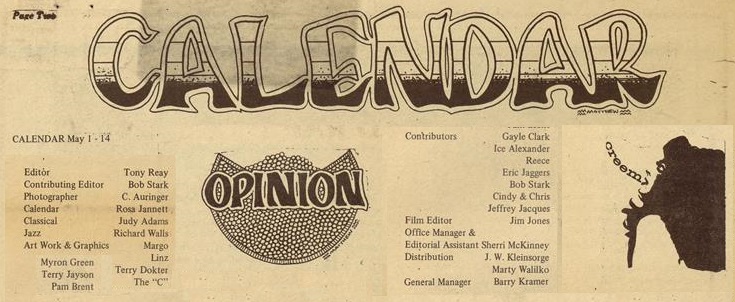 Page Two
CALENDAR
MATTHEW
CALENDAR May 1 - 14
Editor Tony Reay
Contributing Editor Bob Stark
Photographer C. Auringer
Calendar Rosa Jannett
Classical Judy Adams
Jazz Richard Walls
Art Work & Graphics Margo
Linz
Myron Green
Terry Dokter
Terry Jayson
The "C"
Pam Brent
OPINION
Contributors Gayle Clark
Ice Alexander
Reece
Eric Jaggers
Bob Stark
Cindy & Chris
Jeffrey Jacques
Film Editor Jim Jones
Office Manager &
Editorial Assistant Sherri McKinney
Distribution J. W. Kleinsorge
Marty Walilko
General Manager Barry Kramer
creemy